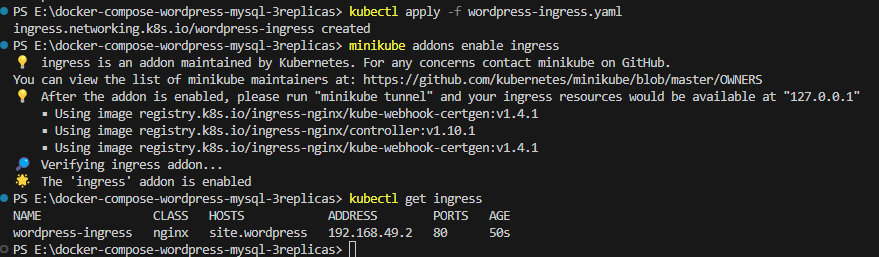 PS E:\docker-compose-wordpress-mysql-3replicas> kubectl apply -f wordpress-ingress.yaml
ingress.networking.k8s.io/wordpress-ingress created
PS E:\docker-compose-wordpress-mysql-3replicas> minikube addons enable ingress
💡 ingress is an addon maintained by Kubernetes. For any concerns contact minikube on GitHub.
You can view the list of minikube maintainers at: https://github.com/kubernetes/minikube/blob/master/OWNERS
💡 After the addon is enabled, please run "minikube tunnel" and your ingress resources would be available at "127.0.0.1"
▪ Using image registry.k8s.io/ingress-nginx/kube-webhook-certgen:v1.4.1
▪ Using image registry.k8s.io/ingress-nginx/controller:v1.10.1
▪ Using image registry.k8s.io/ingress-nginx/kube-webhook-certgen:v1.4.1
🔎 Verifying ingress addon...
🌟 The 'ingress' addon is enabled
PS E:\docker-compose-wordpress-mysql-3replicas> kubectl get ingress
NAME CLASS HOSTS ADDRESS PORTS AGE
wordpress-ingress nginx site.wordpress 192.168.49.2 80 50s
PS E:\docker-compose-wordpress-mysql-3replicas>